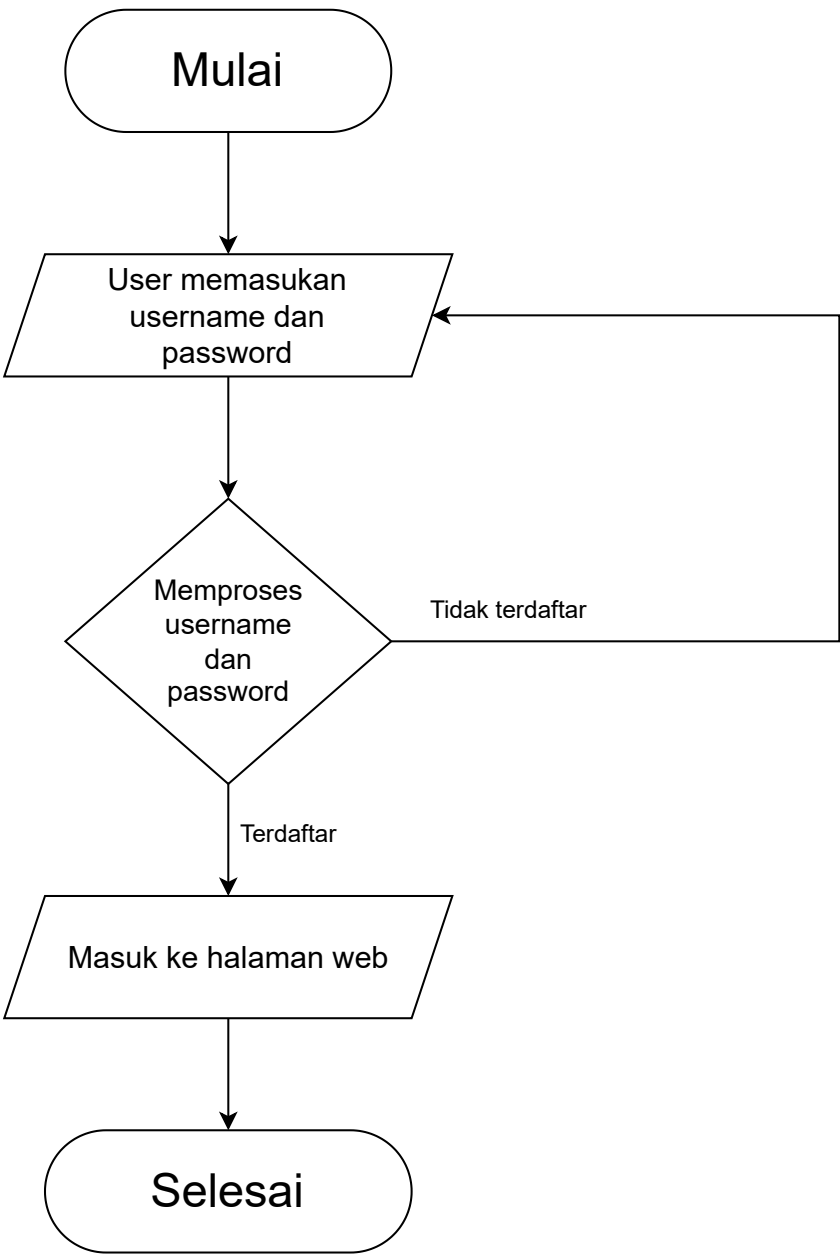 Mulai
User memasukan
username dan
password
Memproses
username
dan
password
Tidak terdaftar
Terdaftar
Masuk ke halaman web
Selesai